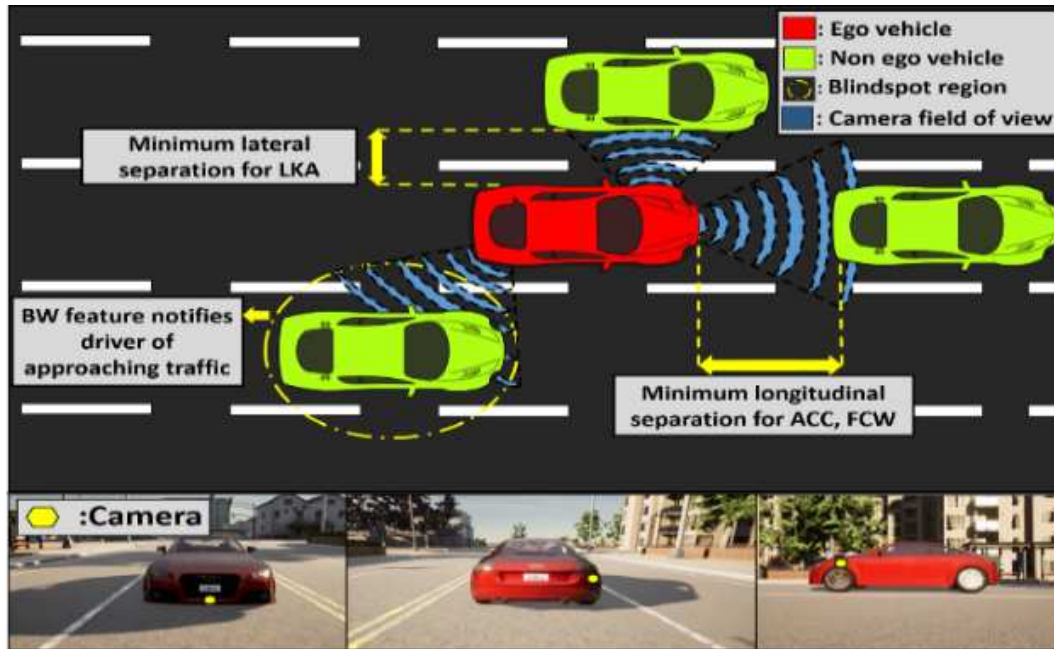 : Ego vehicle
: Non ego vehicle
: Blindspot region
: Camera field of view
Minimum lateral
separation for LKA
BW feature notifies
driver of
approaching traffic
Minimum longitudinal
separation for ACC, FCW
:Camera